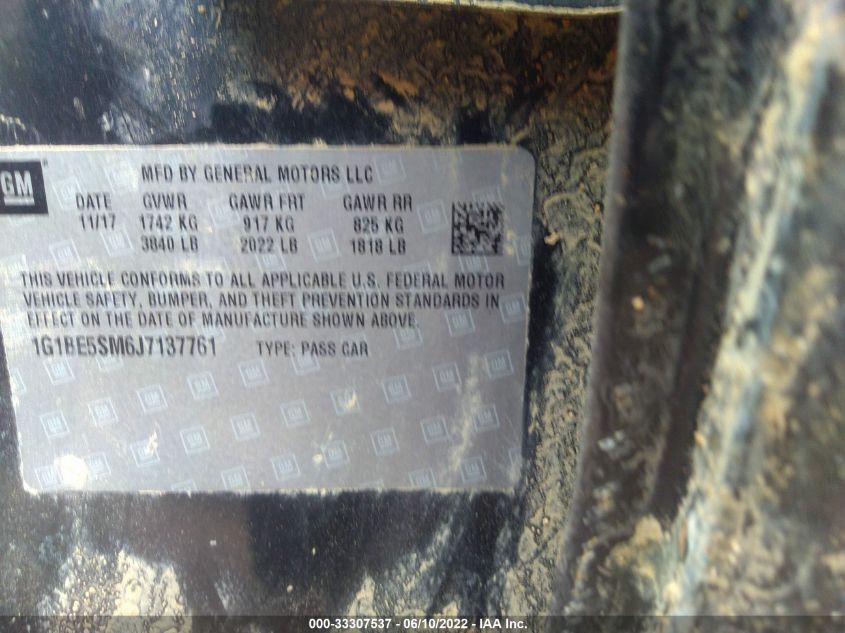 GM
MFD BY GENERAL MOTORS LLC
DATE GVWR GAWR FRT GAWR RR
11/17 1742 KG 917 KG 825 KG
3840 LB 2022 LB 1818 LB
THIS VEHICLE CONFORMS TO ALL APPLICABLE U.S. FEDERAL MOTOR
VEHICLE SAFETY, BUMPER, AND THEFT PREVENTION STANDARDS IN
EFFECT ON THE DATE OF MANUFACTURE SHOWN ABOVE.
1G1BE5SM6J7137761 TYPE: PASS CAR
000-33307537 - 06/10/2022 - IAA Inc.